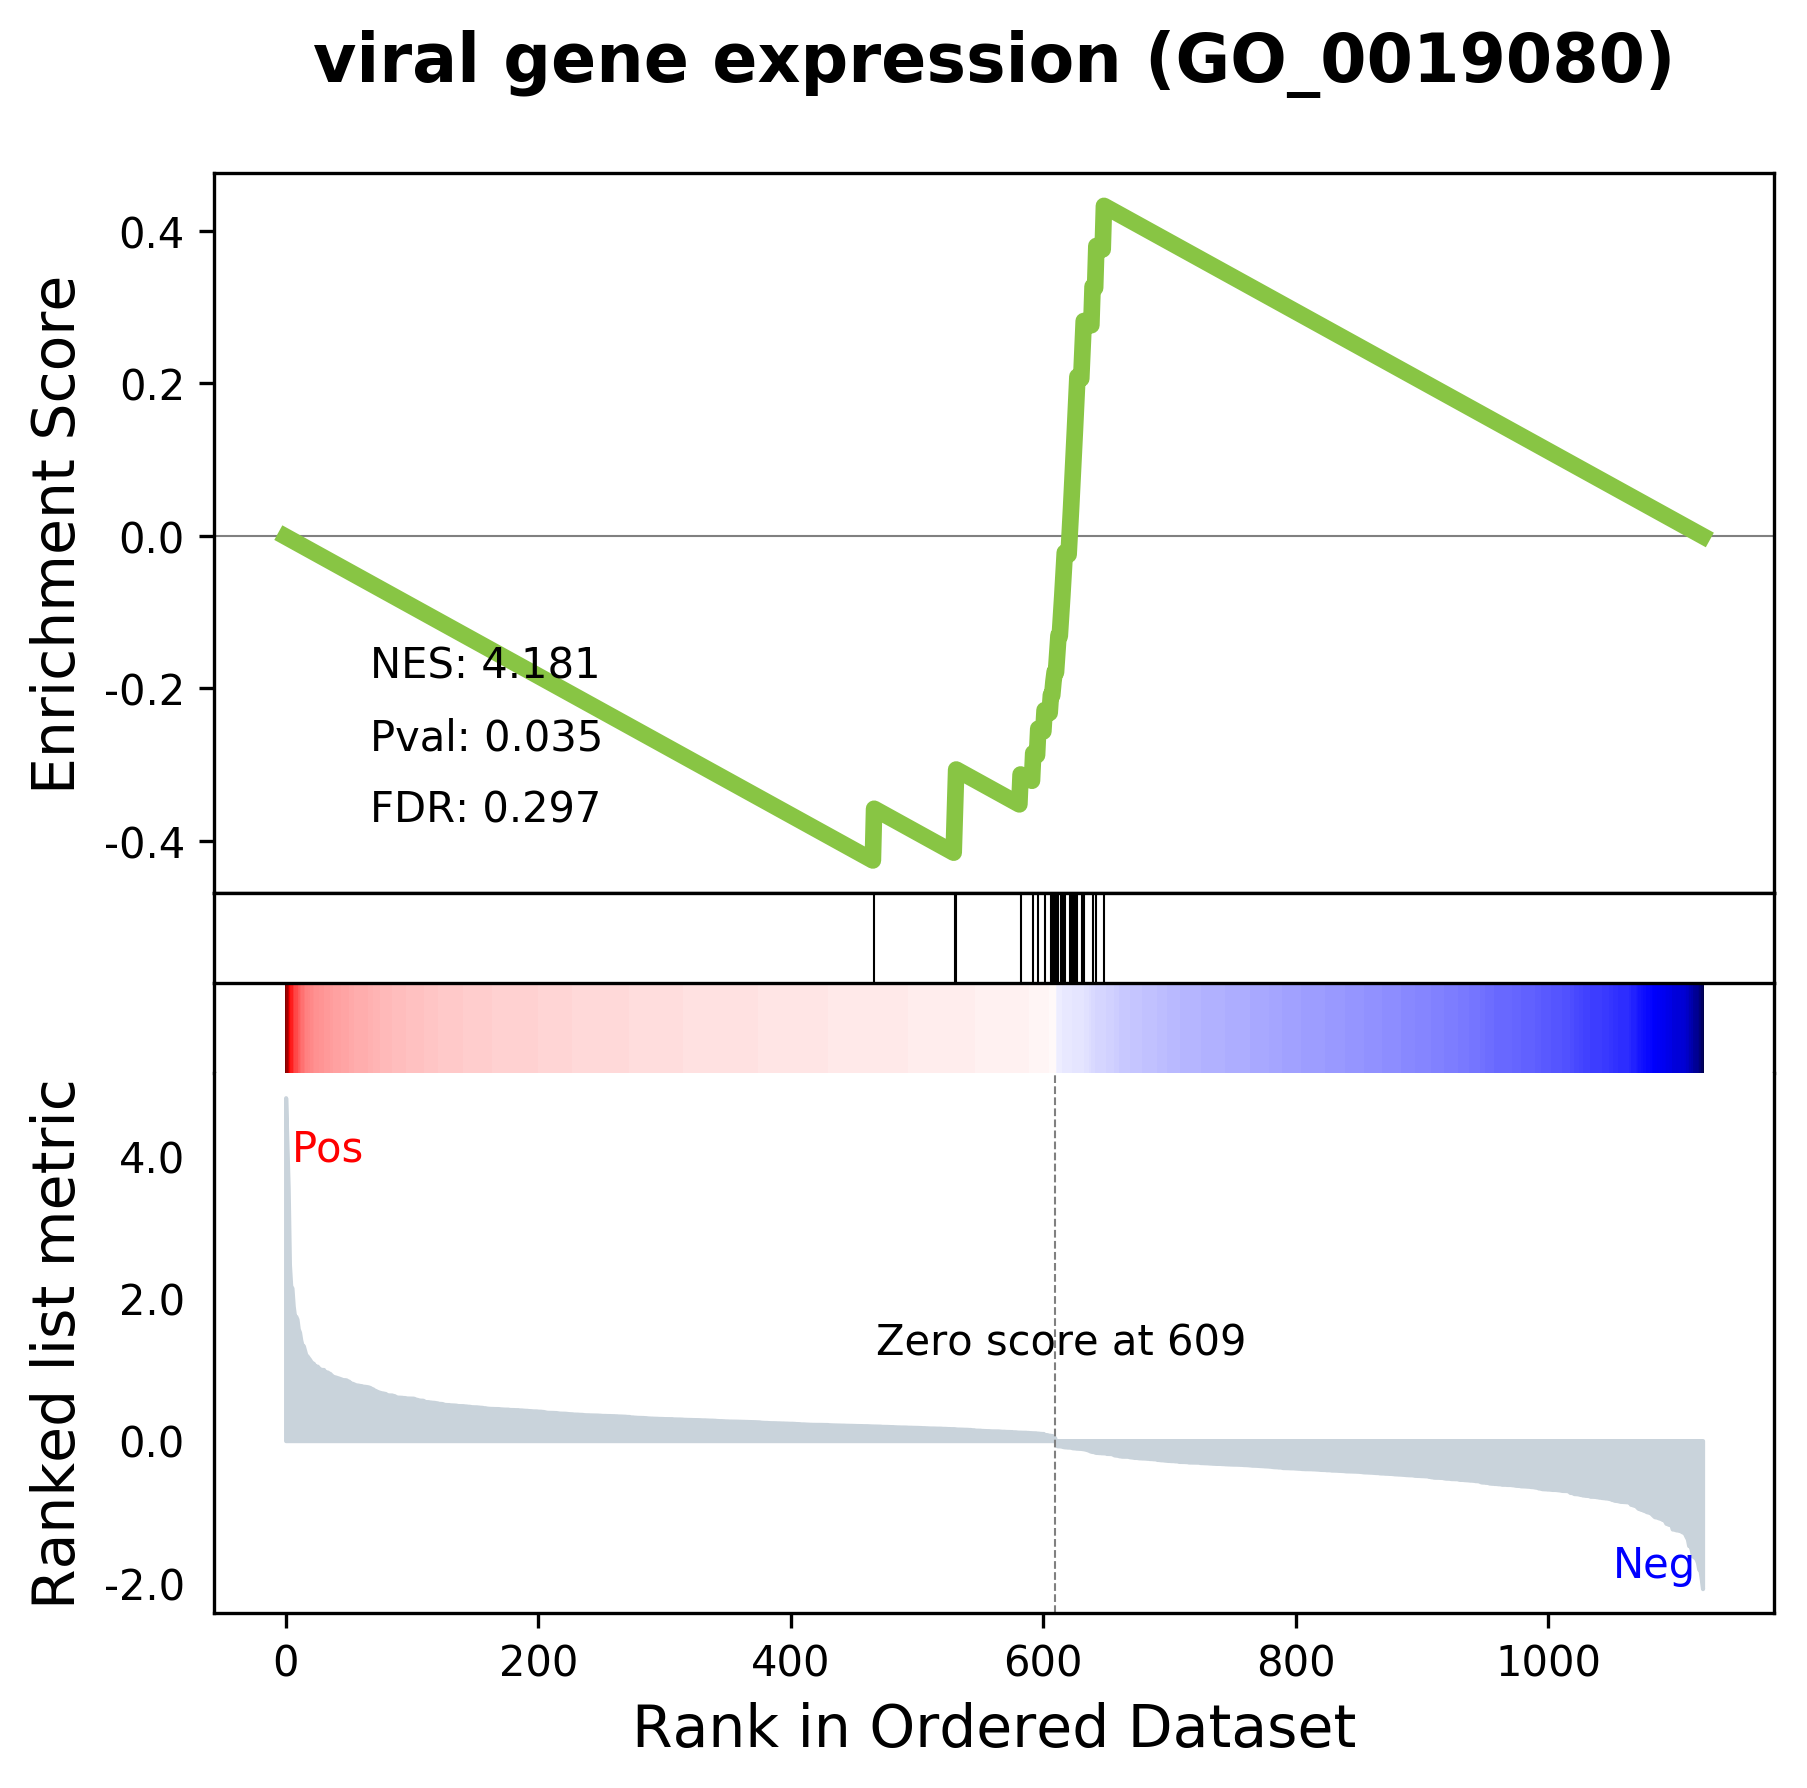 viral gene expression (GO_0019080)
Enrichment Score
0.4
0.2
0.0
-0.2
-0.4
NES: 4.181
Pval: 0.035
FDR: 0.297
Ranked list metric
4.0
2.0
0.0
-2.0
Pos
Zero score at 609
Neg
0 200 400 600 800 1000
Rank in Ordered Dataset